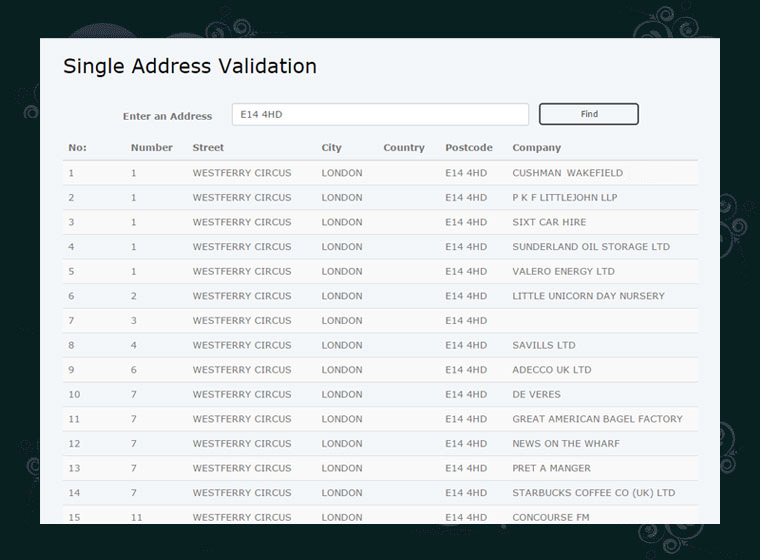 Single Address Validation
Enter an Address E14 4HD Find
No: Number Street City Country Postcode Company
1 1 WESTFERRY CIRCUS LONDON E14 4HD CUSHMAN WAKEFIELD
2 1 WESTFERRY CIRCUS LONDON E14 4HD P K F LITTLEJOHN LLP
3 1 WESTFERRY CIRCUS LONDON E14 4HD SIXT CAR HIRE
4 1 WESTFERRY CIRCUS LONDON E14 4HD SUNDERLAND OIL STORAGE LTD
5 1 WESTFERRY CIRCUS LONDON E14 4HD VALERO ENERGY LTD
6 2 WESTFERRY CIRCUS LONDON E14 4HD LITTLE UNICORN DAY NURSERY
7 3 WESTFERRY CIRCUS LONDON E14 4HD
8 4 WESTFERRY CIRCUS LONDON E14 4HD SAVILLS LTD
9 6 WESTFERRY CIRCUS LONDON E14 4HD ADECCO UK LTD
10 7 WESTFERRY CIRCUS LONDON E14 4HD DE VERES
11 7 WESTFERRY CIRCUS LONDON E14 4HD GREAT AMERICAN BAGEL FACTORY
12 7 WESTFERRY CIRCUS LONDON E14 4HD NEWS ON THE WHARF
13 7 WESTFERRY CIRCUS LONDON E14 4HD PRET A MANGER
14 7 WESTFERRY CIRCUS LONDON E14 4HD STARBUCKS COFFEE CO (UK) LTD
15 11 WESTFERRY CIRCUS LONDON E14 4HD CONCOURSE FM